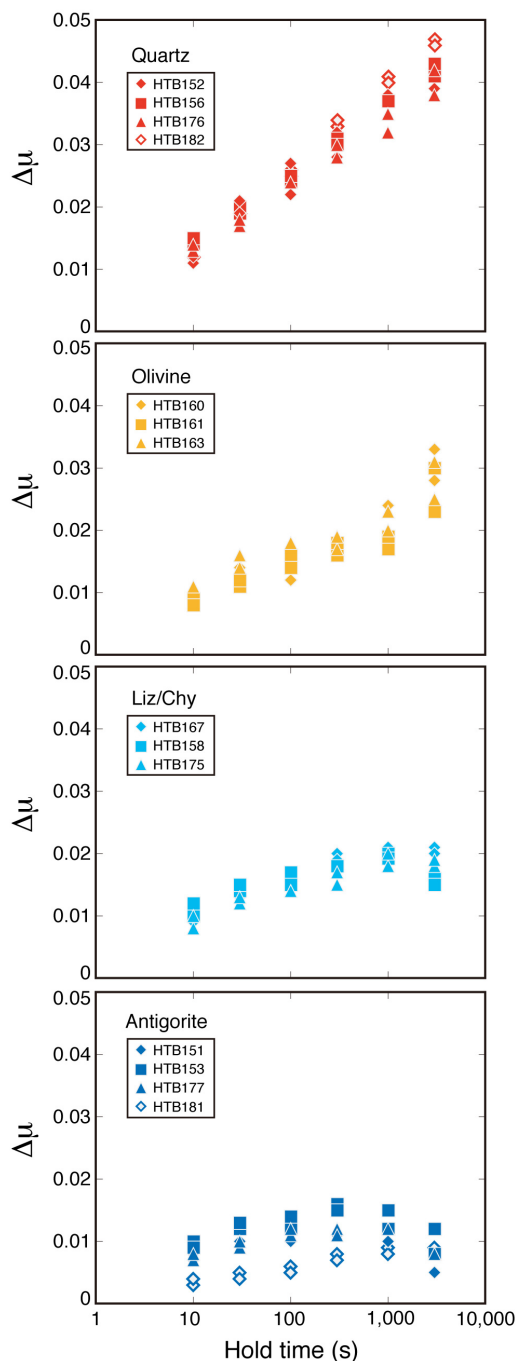 0.05
Quartz
HTB152
HTB156
HTB176
HTB182
0.04
0.03
Δμ
0.02
0.01
0
0.05
Olivine
HTB160
HTB161
HTB163
0.04
0.03
Δμ
0.02
0.01
0
0.05
Liz/Chy
HTB167
HTB158
HTB175
0.04
0.03
Δμ
0.02
0.01
0
0.05
Antigorite
HTB151
HTB153
HTB177
HTB181
0.04
0.03
Δμ
0.02
0.01
0
1 10 100 1,000 10,000
Hold time (s)